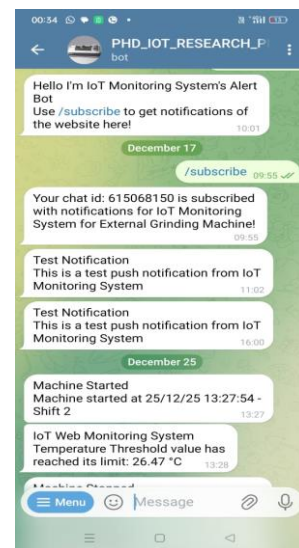 00:54
PHD_IOT_RESEARCH_P
bot
Hello I'm IoT Monitoring System's Alert
Bot
Use /subscribe to get notifications of
the website here!
10:01
December 17
/subscribe 09:55
Your chat id: 615068150 is subscribed
with notifications for IoT Monitoring
System for External Grinding Machine!
09:55
Test Notification
This is a test push notification from IoT
Monitoring System
11:02
Test Notification
This is a test push notification from IoT
Monitoring System
16:00
December 25
Machine Started
Machine started at 25/12/25 13:27:54 -
Shift 2
13:27
IoT Web Monitoring System
Temperature Threshold value has
reached its limit: 26.47 °C
13:28
Menu
Message